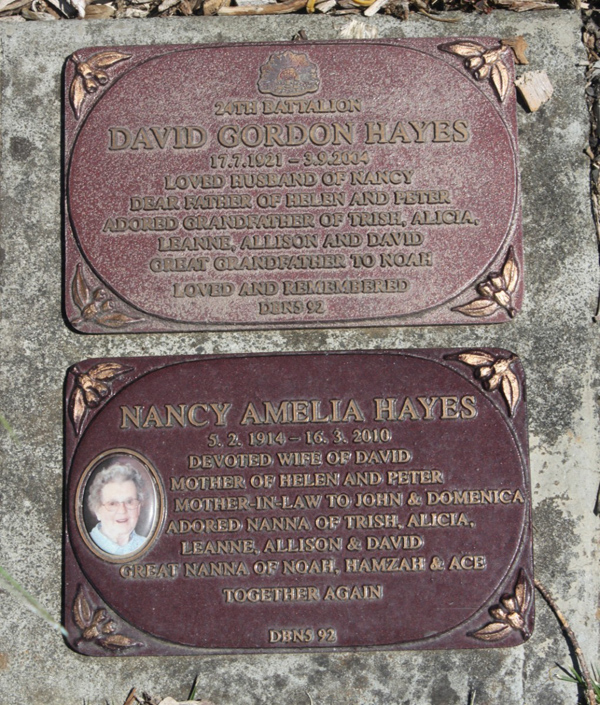 24TH BATTALION
DAVID GORDON HAYES
17.7.1921 – 3.9.2004
LOVED HUSBAND OF NANCY
DEAR FATHER OF HELEN AND PETER
ADORED GRANDFATHER OF TRISH, ALICIA,
LEANNE, ALLISON AND DAVID
GREAT GRANDFATHER TO NOAH
LOVED AND REMEMBERED
DBN5 92
NANCY AMELIA HAYES
5. 2. 1914 – 16. 3. 2010
DEVOTED WIFE OF DAVID
MOTHER OF HELEN AND PETER
MOTHER-IN-LAW TO JOHN & DOMENICA
ADORED NANNA OF TRISH, ALICIA,
LEANNE, ALLISON & DAVID
GREAT NANNA OF NOAH, HAMZAH & ACE
TOGETHER AGAIN
DBN5 92